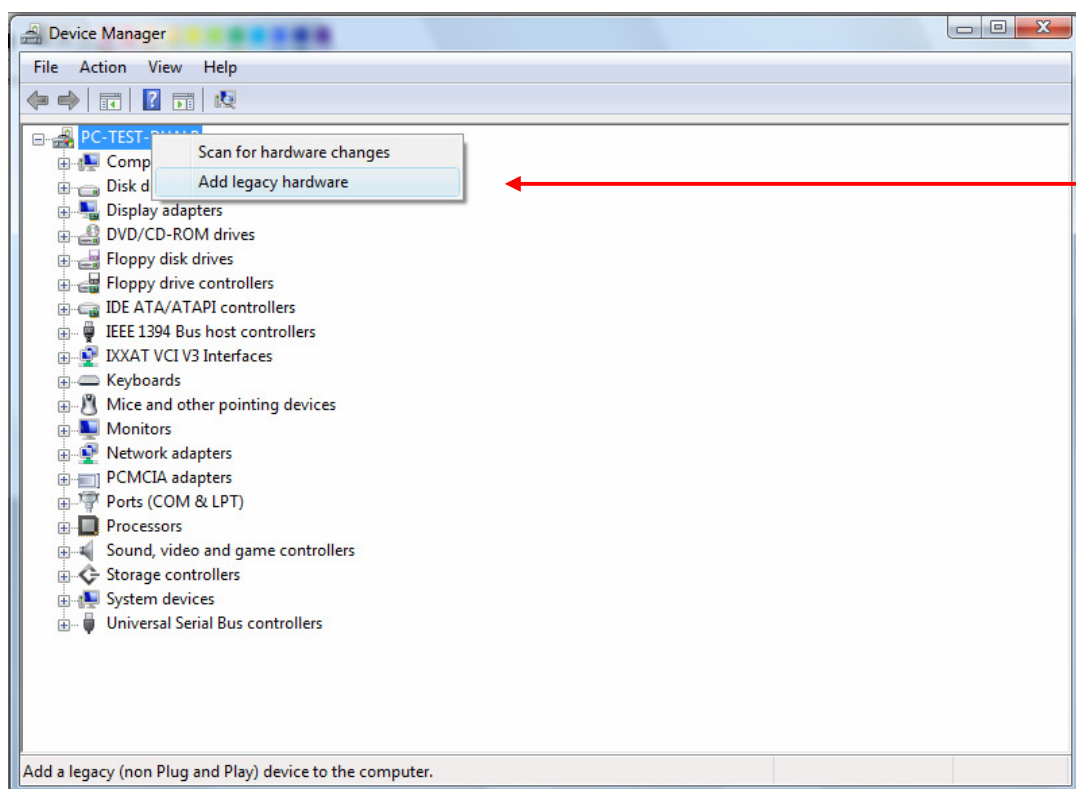 Device Manager
File Action View Help
PC-TEST-
Scan for hardware changes
Comp
Add legacy hardware
Disk d
Display adapters
DVD/CD-ROM drives
Floppy disk drives
Floppy drive controllers
IDE ATA/ATAPI controllers
IEEE 1394 Bus host controllers
IXXAT VCI V3 Interfaces
Keyboards
Mice and other pointing devices
Monitors
Network adapters
PCMCIA adapters
Ports (COM & LPT)
Processors
Sound, video and game controllers
Storage controllers
System devices
Universal Serial Bus controllers
Add a legacy (non Plug and Play) device to the computer.